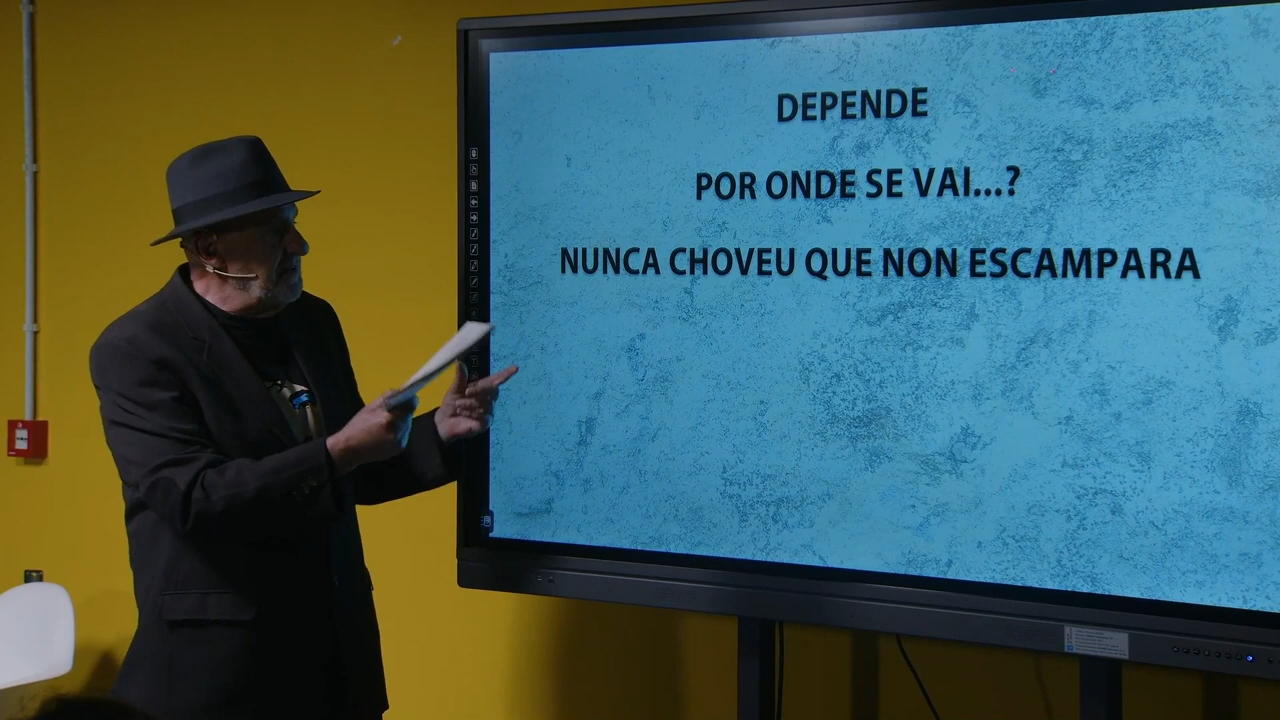 DEPENDE
POR ONDE SE VAI...?
NUNCA CHOVEU QUE NON ESCAMPARA